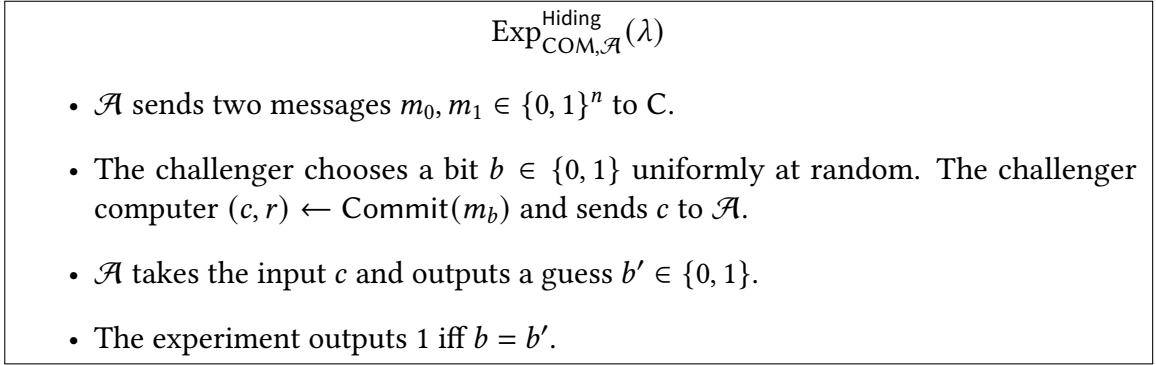 Exp^{Hiding}_{COM,𝒜}(λ)
• 𝒜 sends two messages m₀, m₁ ∈ {0, 1}ⁿ to C.
• The challenger chooses a bit b ∈ {0, 1} uniformly at random. The challenger
computer (c, r) ← Commit(m_b) and sends c to 𝒜.
• 𝒜 takes the input c and outputs a guess b′ ∈ {0, 1}.
• The experiment outputs 1 iff b = b′.